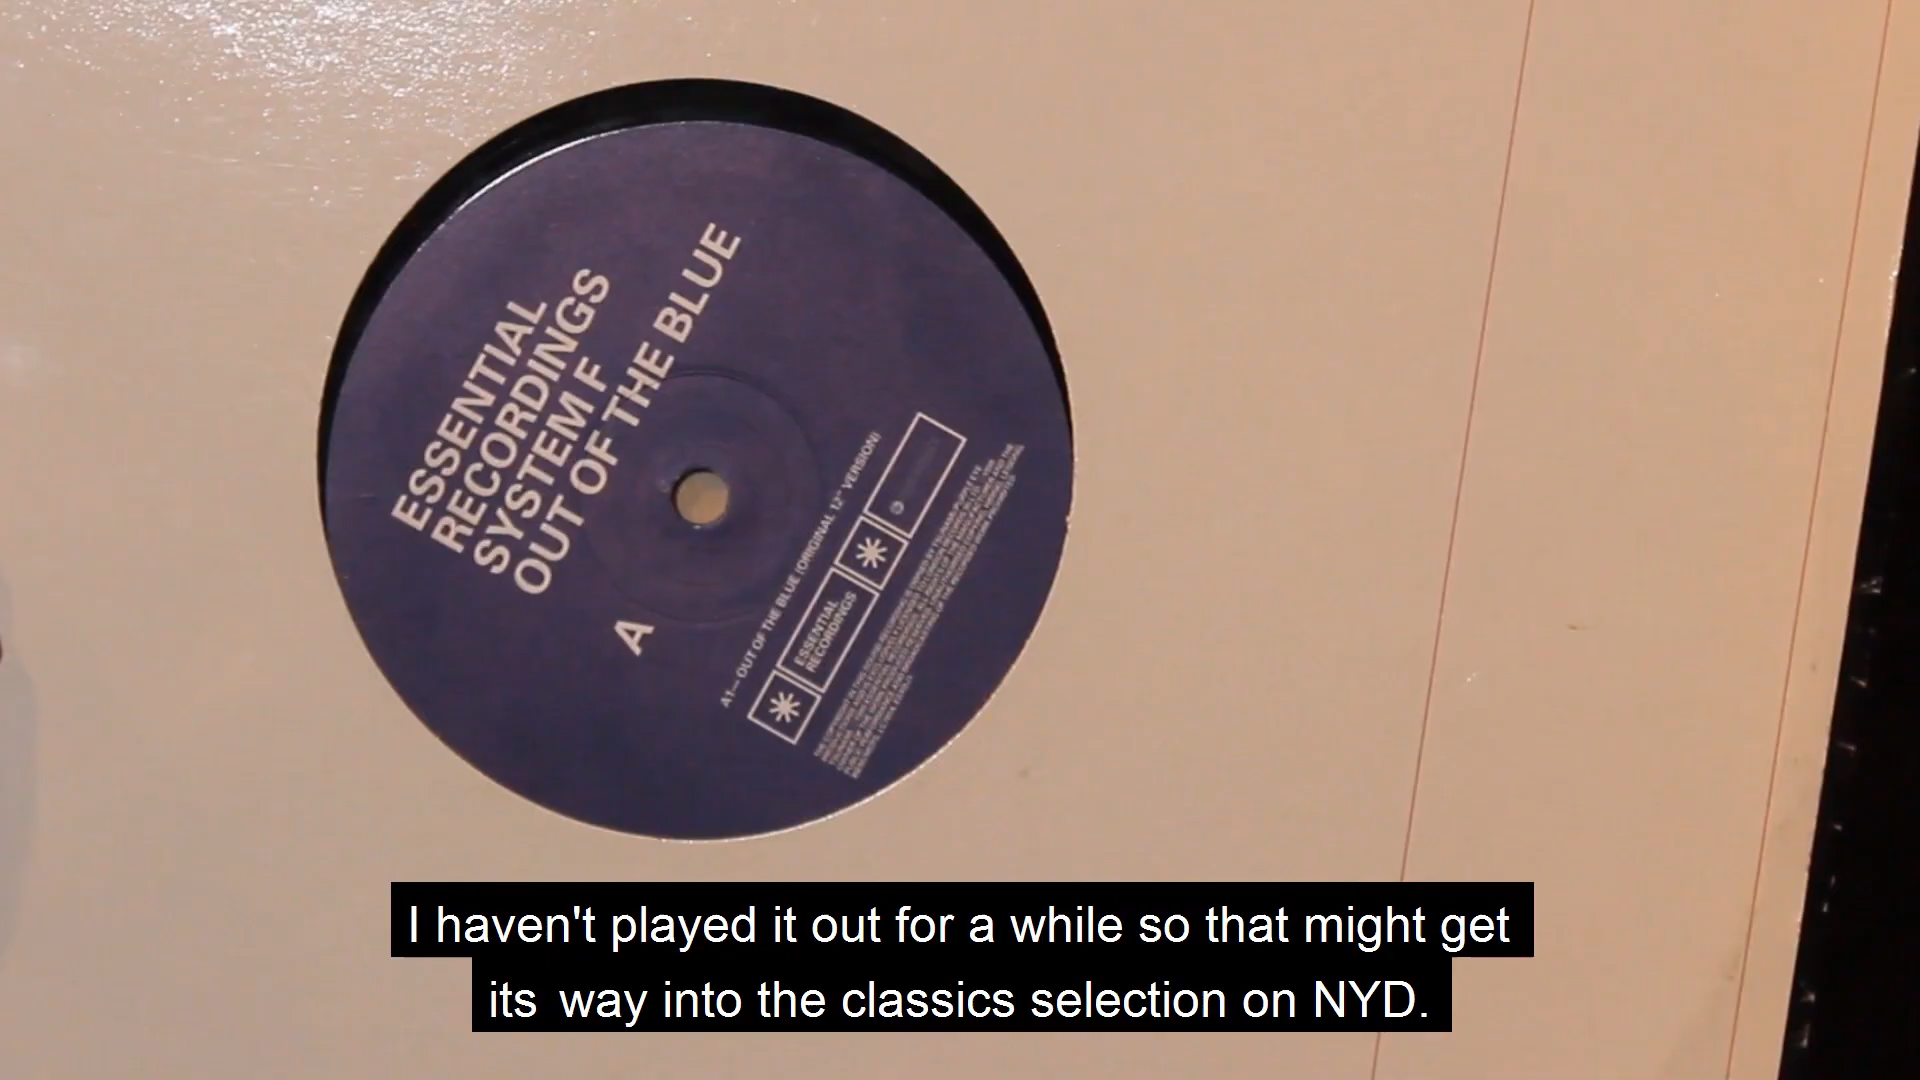 ESSENTIAL
RECORDINGS
SYSTEM F
OUT OF THE BLUE
A
A1— OUT OF THE BLUE (ORIGINAL 12" VERSION)
ESSENTIAL
RECORDINGS
I haven't played it out for a while so that might get
its way into the classics selection on NYD.